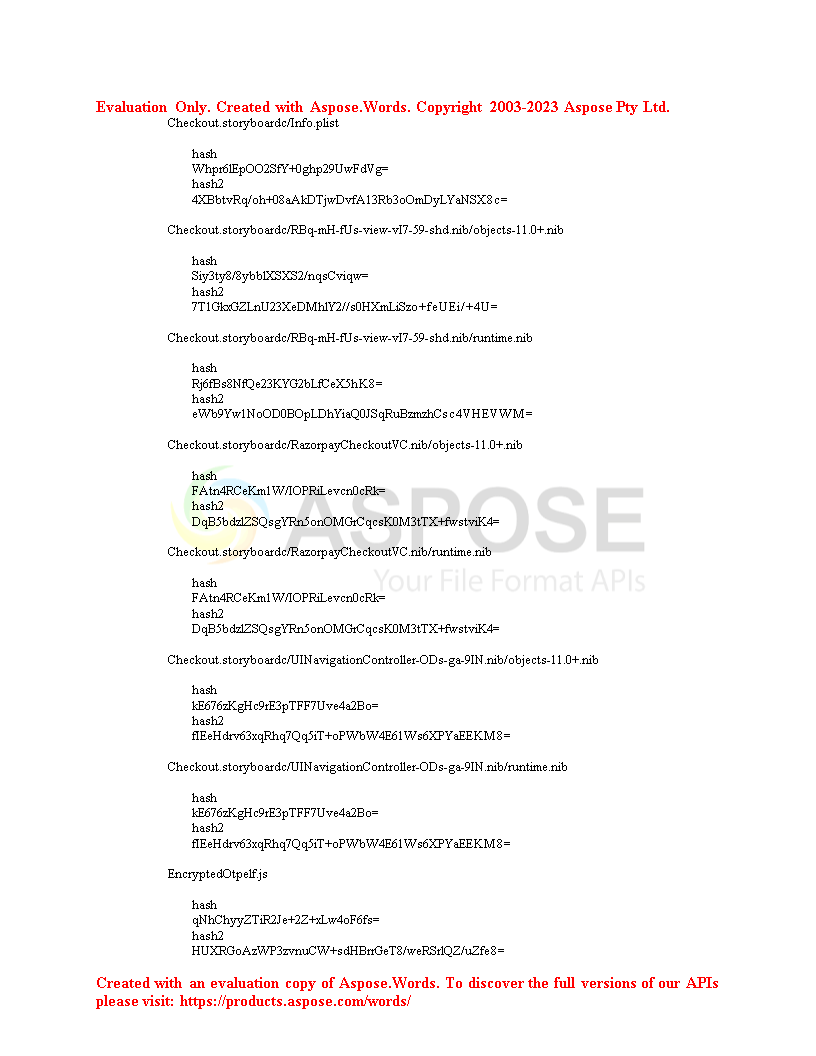 Evaluation Only. Created with Aspose.Words. Copyright 2003-2023 Aspose Pty Ltd.
Checkout.storyboardc/Info.plist
hash
Whpr6lEpOO2SfY+0ghp29UwFdVg=
hash2
4XBbtvRq/oh+08aAkDTjwDvfA13Rb3oOmDyLYaNSX8c=
Checkout.storyboardc/RBq-mH-fUs-view-vI7-59-shd.nib/objects-11.0+.nib
hash
Siy3ty8/8ybblXSXS2/nqsCviqw=
hash2
7T1GkxGZLnU23XeDMhlY2//s0HXmLiSzo+feUEi/+4U=
Checkout.storyboardc/RBq-mH-fUs-view-vI7-59-shd.nib/runtime.nib
hash
Rj6fBs8NfQe23KYG2bLfCeX5hK8=
hash2
eWb9Yw1NoOD0BOpLDhYiaQ0JSqRuBzmzhCsc4VHEVWM=
Checkout.storyboardc/RazorpayCheckoutVC.nib/objects-11.0+.nib
hash
FAtn4RCeKm1W/IOPRiLevcn0cRk=
hash2
DqB5bdzlZSQsgYRn5onOMGrCqcsK0M3tTX+fwstviK4=
ASPOSE
Checkout.storyboardc/RazorpayCheckoutVC.nib/runtime.nib
Your File Format APIs
hash
FAtn4RCeKm1W/IOPRiLevcn0cRk=
hash2
DqB5bdzlZSQsgYRn5onOMGrCqcsK0M3tTX+fwstviK4=
Checkout.storyboardc/UINavigationController-ODs-ga-9IN.nib/objects-11.0+.nib
hash
kE676zKgHc9rE3pTFF7Uve4a2Bo=
hash2
flEeHdrv63xqRhq7Qq5iT+oPWbW4E61Ws6XPYaEEKM8=
Checkout.storyboardc/UINavigationController-ODs-ga-9IN.nib/runtime.nib
hash
kE676zKgHc9rE3pTFF7Uve4a2Bo=
hash2
flEeHdrv63xqRhq7Qq5iT+oPWbW4E61Ws6XPYaEEKM8=
EncryptedOtpelf.js
hash
qNhChyyZTiR2Je+2Z+xLw4oF6fs=
hash2
HUXRGoAzWP3zvnuCW+sdHBrrGeT8/weRSrlQZ/uZfe8=
Created with an evaluation copy of Aspose.Words. To discover the full versions of our APIs
please visit: https://products.aspose.com/words/